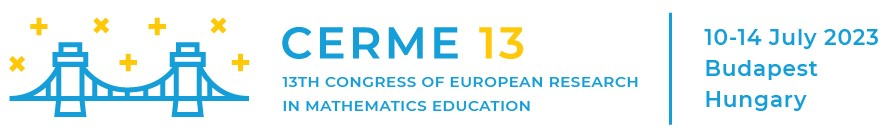 CERME 13
13TH CONGRESS OF EUROPEAN RESEARCH
IN MATHEMATICS EDUCATION
10-14 July 2023
Budapest
Hungary